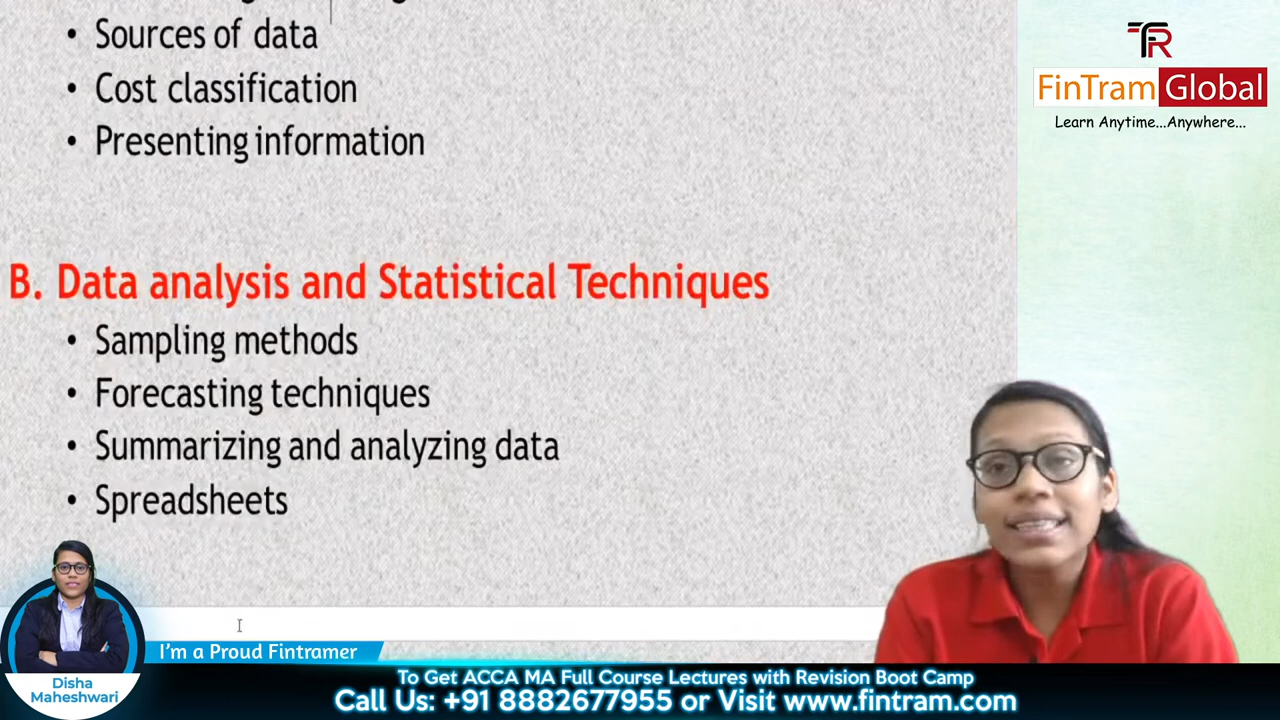 • Sources of data
• Cost classification
• Presenting information
B. Data analysis and Statistical Techniques
• Sampling methods
• Forecasting techniques
• Summarizing and analyzing data
• Spreadsheets
FinTram Global
Learn Anytime...Anywhere...
I'm a Proud Fintramer
Disha
Maheshwari
To Get ACCA MA Full Course Lectures with Revision Boot Camp
Call Us: +91 8882677955 or Visit www.fintram.com